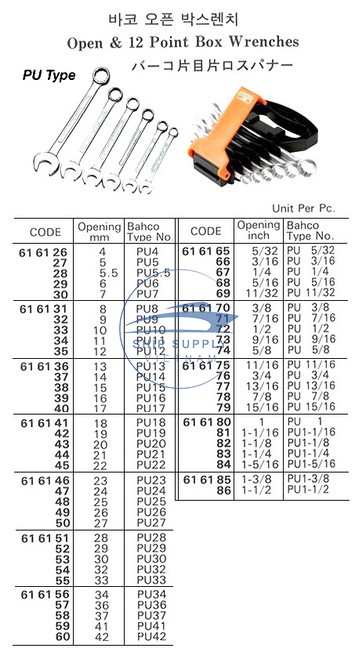 바코 오픈 박스렌치
Open & 12 Point Box Wrenches
バーコ片目片ロスパナー
PU Type
Unit Per Pc.
CODE Opening mm Bahco Type No. CODE Opening inch Bahco Type No.
61 61 26 4 PU4 61 61 65 5/32 PU 5/32
27 5 PU5 66 3/16 PU 3/16
28 5.5 PU5.5 67 1/4 PU 1/4
29 6 PU6 68 5/16 PU 5/16
30 7 PU7 69 11/32 PU 11/32
61 61 31 8 PU8 61 61 70 3/8 PU 3/8
32 9 PU9 71 7/16 PU 7/16
33 10 PU10 72 1/2 PU 1/2
34 11 PU11 73 9/16 PU 9/16
35 12 PU12 74 5/8 PU 5/8
61 61 36 13 PU13 61 61 75 11/16 PU 11/16
37 14 PU14 76 3/4 PU 3/4
38 15 PU15 77 13/16 PU 13/16
39 16 PU16 78 7/8 PU 7/8
40 17 PU17 79 15/16 PU 15/16
61 61 41 18 PU18 61 61 80 1 PU 1
42 19 PU19 81 1-1/16 PU1-1/16
43 20 PU20 82 1-1/8 PU1-1/8
44 21 PU21 83 1-1/4 PU1-1/4
45 22 PU22 84 1-5/16 PU1-5/16
61 61 46 23 PU23 61 61 85 1-3/8 PU1-3/8
47 24 PU24 86 1-1/2 PU1-1/2
48 25 PU25
49 26 PU26
50 27 PU27
61 61 51 28 PU28
52 29 PU29
53 30 PU30
54 32 PU32
55 33 PU33
61 61 56 34 PU34
57 36 PU36
58 37 PU37
59 41 PU41
60 42 PU42
SHIP SUPPLY
VIETNAM